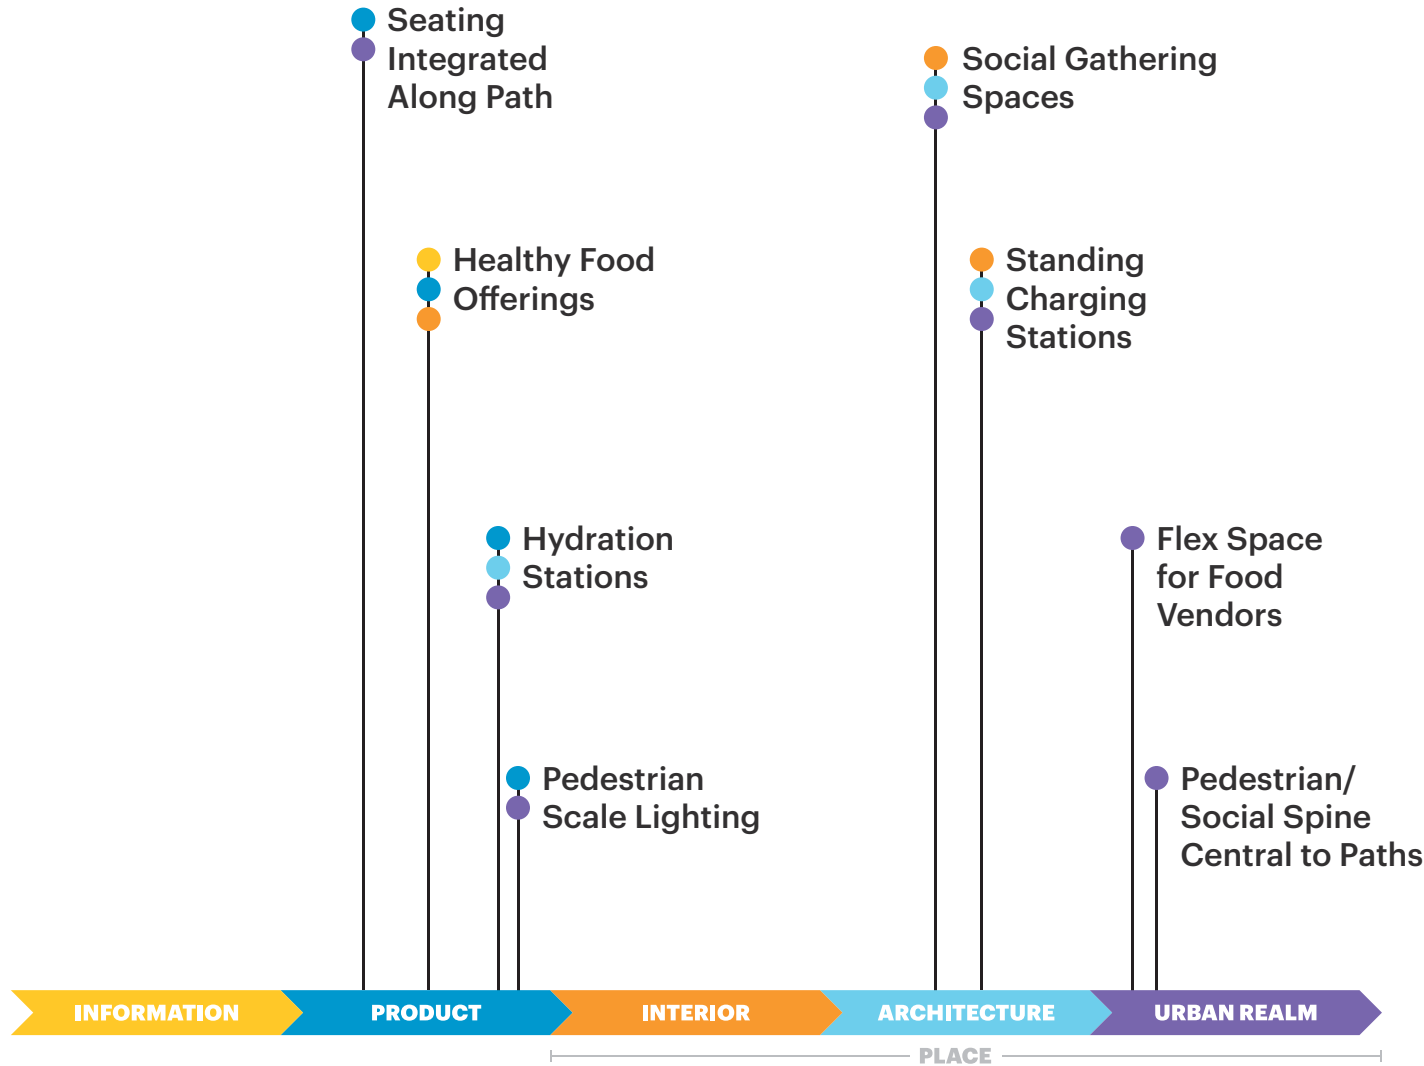 Seating
Integrated
Along Path
Social Gathering
Spaces
Healthy Food
Offerings
Standing
Charging
Stations
Hydration
Stations
Flex Space
for Food
Vendors
Pedestrian
Scale Lighting
Pedestrian/
Social Spine
Central to Paths
INFORMATION
PRODUCT
INTERIOR
ARCHITECTURE
URBAN REALM
PLACE